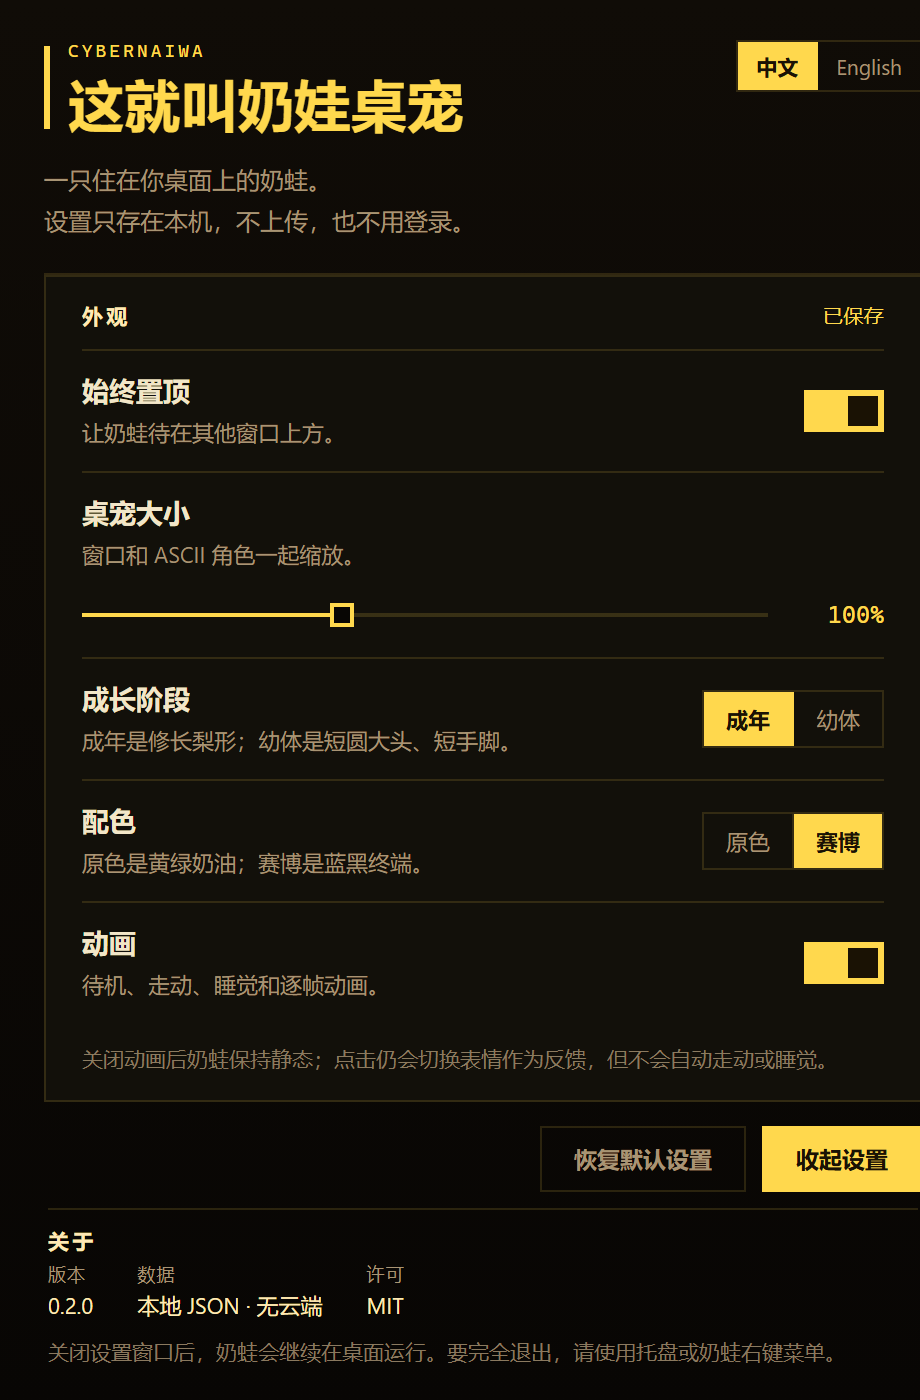 CYBERNAIWA
这就叫奶娃桌宠
中文 English
一只住在你桌面上的奶蛙。
设置只存在本机，不上传，也不用登录。
外观
已保存
始终置顶
让奶蛙待在其他窗口上方。
桌宠大小
窗口和 ASCII 角色一起缩放。
100%
成长阶段
成年是修长梨形；幼体是短圆大头、短手脚。
成年 幼体
配色
原色是黄绿奶油；赛博是蓝黑终端。
原色 赛博
动画
待机、走动、睡觉和逐帧动画。
关闭动画后奶蛙保持静态；点击仍会切换表情作为反馈，但不会自动走动或睡觉。
恢复默认设置 收起设置
关于
版本 数据 许可
0.2.0 本地 JSON · 无云端 MIT
关闭设置窗口后，奶蛙会继续在桌面运行。要完全退出，请使用托盘或奶蛙右键菜单。